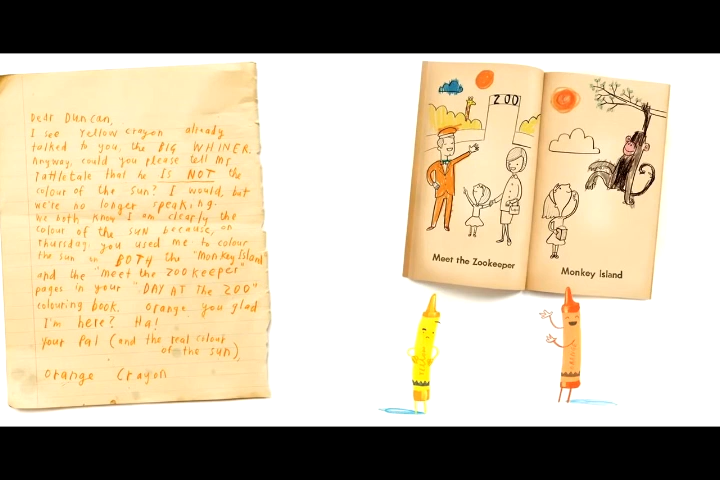 Dear Duncan,
I see Yellow crayon already
talked to you, the BIG WHINER.
Anyway, could you please tell Mr.
Tattletale that he IS NOT the
colour of the sun? I would, but
we're no longer speaking.
We both know I am clearly the
colour of the sun because, on
Thursday, you used me to colour
the sun on BOTH the "Monkey Island"
and the "Meet the Zoo keeper"
pages in your "DAY AT THE ZOO"
colouring book. Orange you glad
I'm here? Ha!
Your Pal (and the real colour
of the sun)
Orange Crayon
ZOO
Meet the Zookeeper
Monkey Island